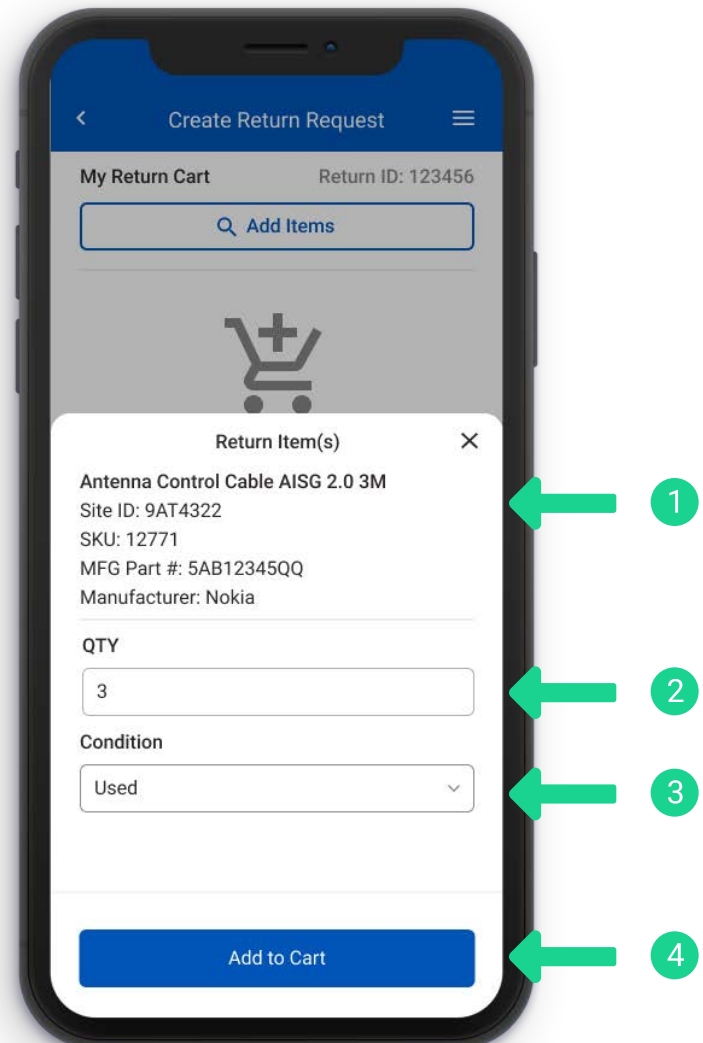 Create Return Request
My Return Cart Return ID: 123456
Add Items
Return Item(s)
Antenna Control Cable AISG 2.0 3M
Site ID: 9AT4322
SKU: 12771
MFG Part #: 5AB12345QQ
Manufacturer: Nokia
1
QTY
3
2
Condition
Used
3
Add to Cart
4